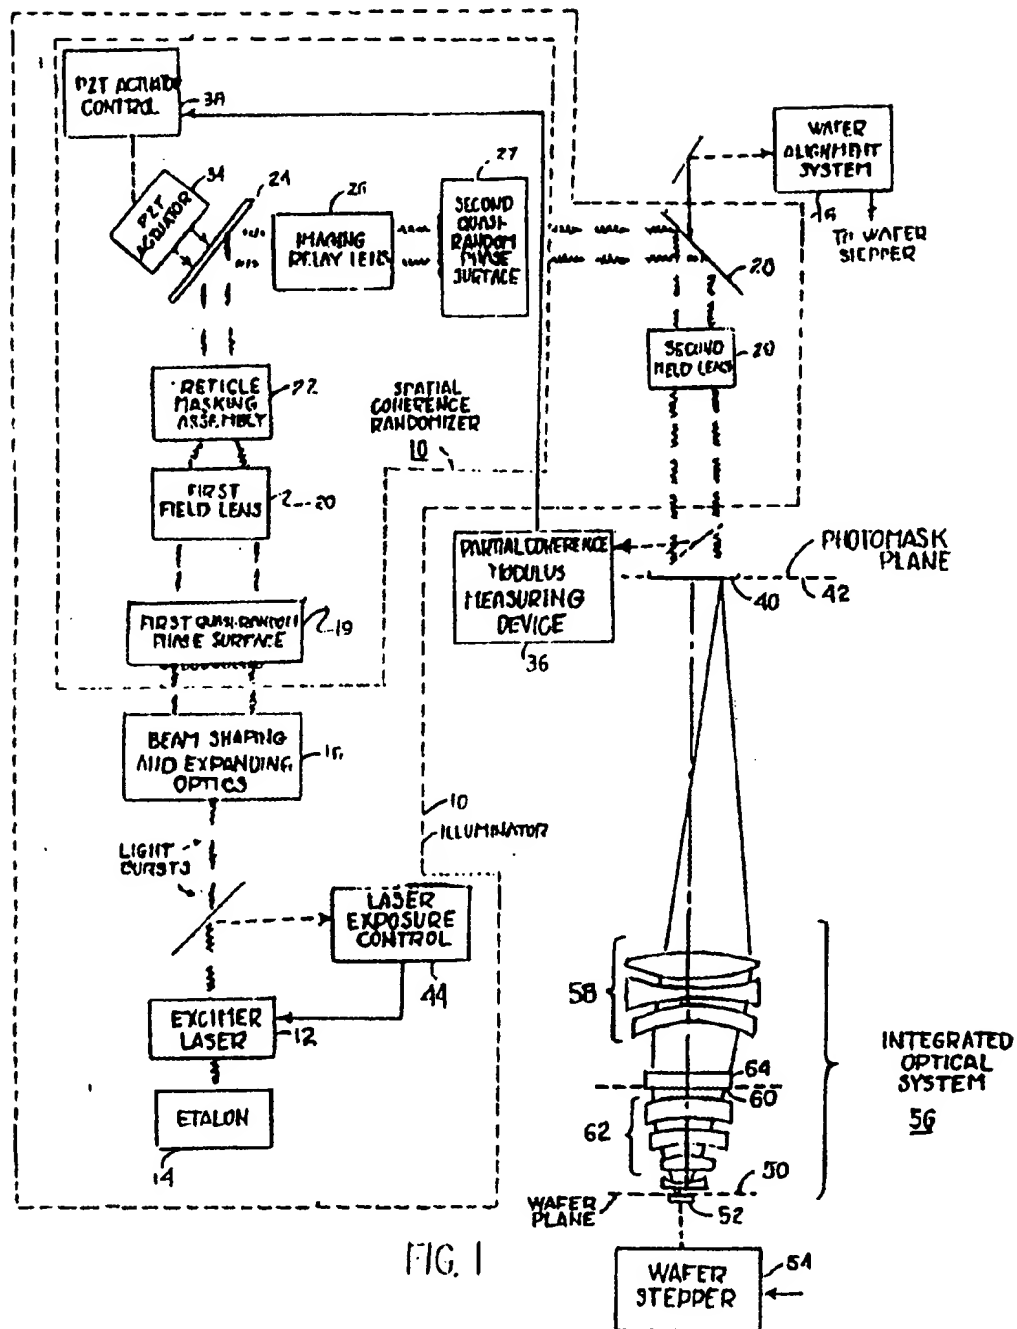 PZT ACTUATOR
CONTROL
34
PZT
ACTUATOR
24
IMAGING
RELAY LENS
27
SECOND
QUASI-
RANDOM
PHASE
SURFACE
WAFER
ALIGNMENT
SYSTEM
TO WAFER
STEPPER
28
SECOND
FIELD LENS
RETICLE
MASKING
ASSEMBLY
22
SPATIAL
COHERENCE
RANDOMIZER
10
FIRST
FIELD LENS
20
FIRST QUASI-RANDOM
PHASE SURFACE
19
PARTIAL COHERENCE
MODULUS
MEASURING
DEVICE
36
PHOTOMASK
PLANE
40
42
BEAM SHAPING
AND EXPANDING
OPTICS
10
ILLUMINATOR
LIGHT
BURSTS
LASER
EXPOSURE
CONTROL
44
EXCIMER
LASER
12
ETALON
14
58
64
60
62
INTEGRATED
OPTICAL
SYSTEM
56
50
WAFER
PLANE
52
FIG. 1
WAFER
STEPPER
54